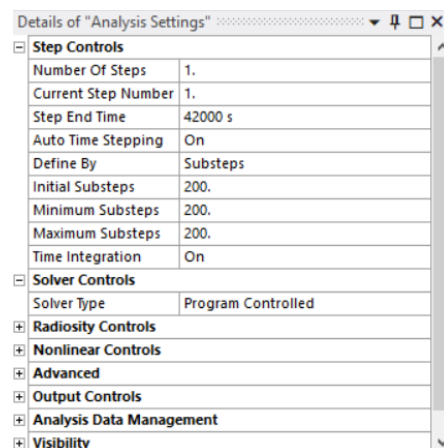 Details of "Analysis Settings"
Step Controls
Number Of Steps 1.
Current Step Number 1.
Step End Time 42000 s
Auto Time Stepping On
Define By Substeps
Initial Substeps 200.
Minimum Substeps 200.
Maximum Substeps 200.
Time Integration On
Solver Controls
Solver Type Program Controlled
Radiosity Controls
Nonlinear Controls
Advanced
Output Controls
Analysis Data Management
Visibility